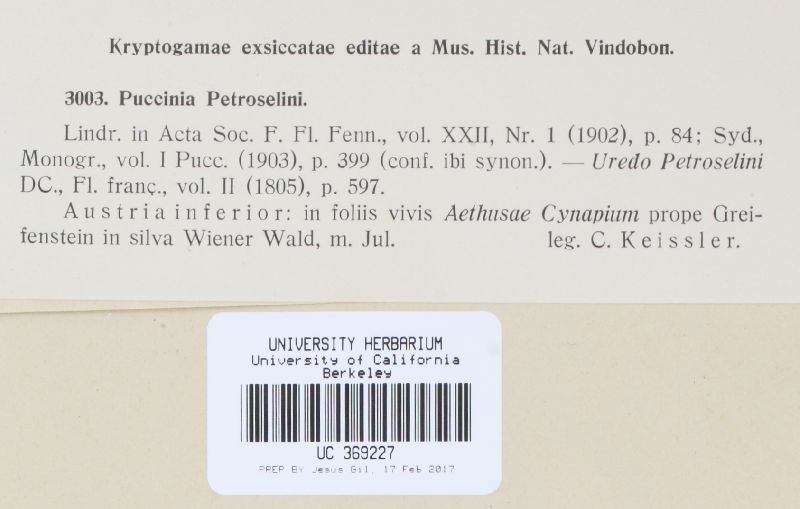 Kryptogamae exsiccatae editae a Mus. Hist. Nat. Vindobon.
3003. Puccinia Petroselini.
Lindr. in Acta Soc. F. Fl. Fenn., vol. XXII, Nr. 1 (1902), p. 84; Syd.,
Monogr., vol. I Pucc. (1903), p. 399 (conf. ibi synon.). — Uredo Petroselini
DC., Fl. franç., vol. II (1805), p. 597.
Austria inferior: in foliis vivis Aethusae Cynapium prope Grei-
fenstein in silva Wiener Wald, m. Jul. leg. C. Keissler.
UNIVERSITY HERBARIUM
University of California
Berkeley
UC 369227
PREP BY Jesus Gil, 17 Feb 2017